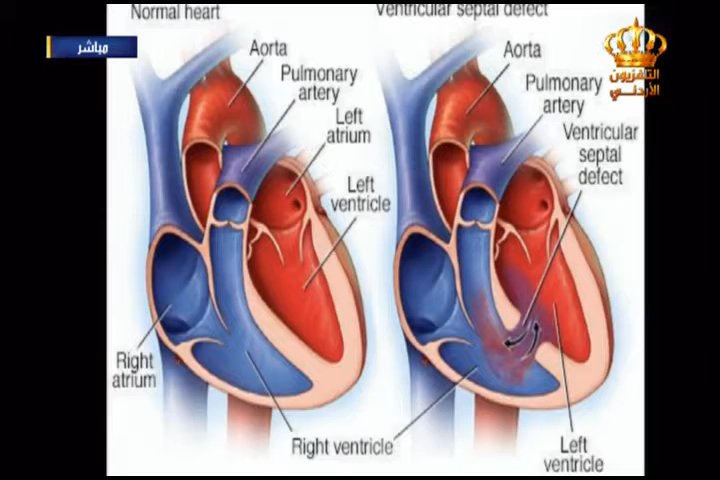 Normal heart
Ventricular septal defect
مباشر
التلفزيون
الأردني
Aorta
Pulmonary
artery
Left
atrium
Left
ventricle
Right
atrium
Right ventricle
Aorta
Pulmonary
artery
Ventricular
septal
defect
Left
ventricle